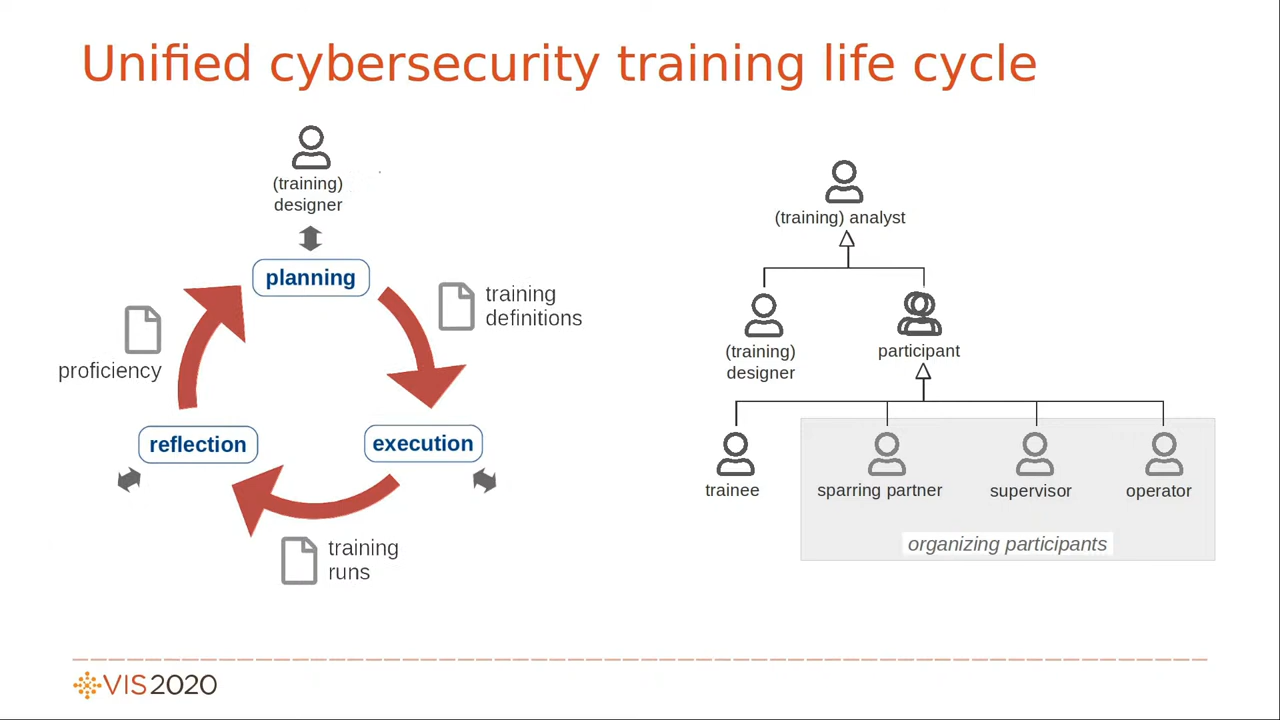 Unified cybersecurity training life cycle
(training)
designer
planning
training
definitions
proficiency
reflection
execution
training
runs
(training) analyst
(training)
designer
participant
trainee
sparring partner
supervisor
operator
organizing participants
VIS2020